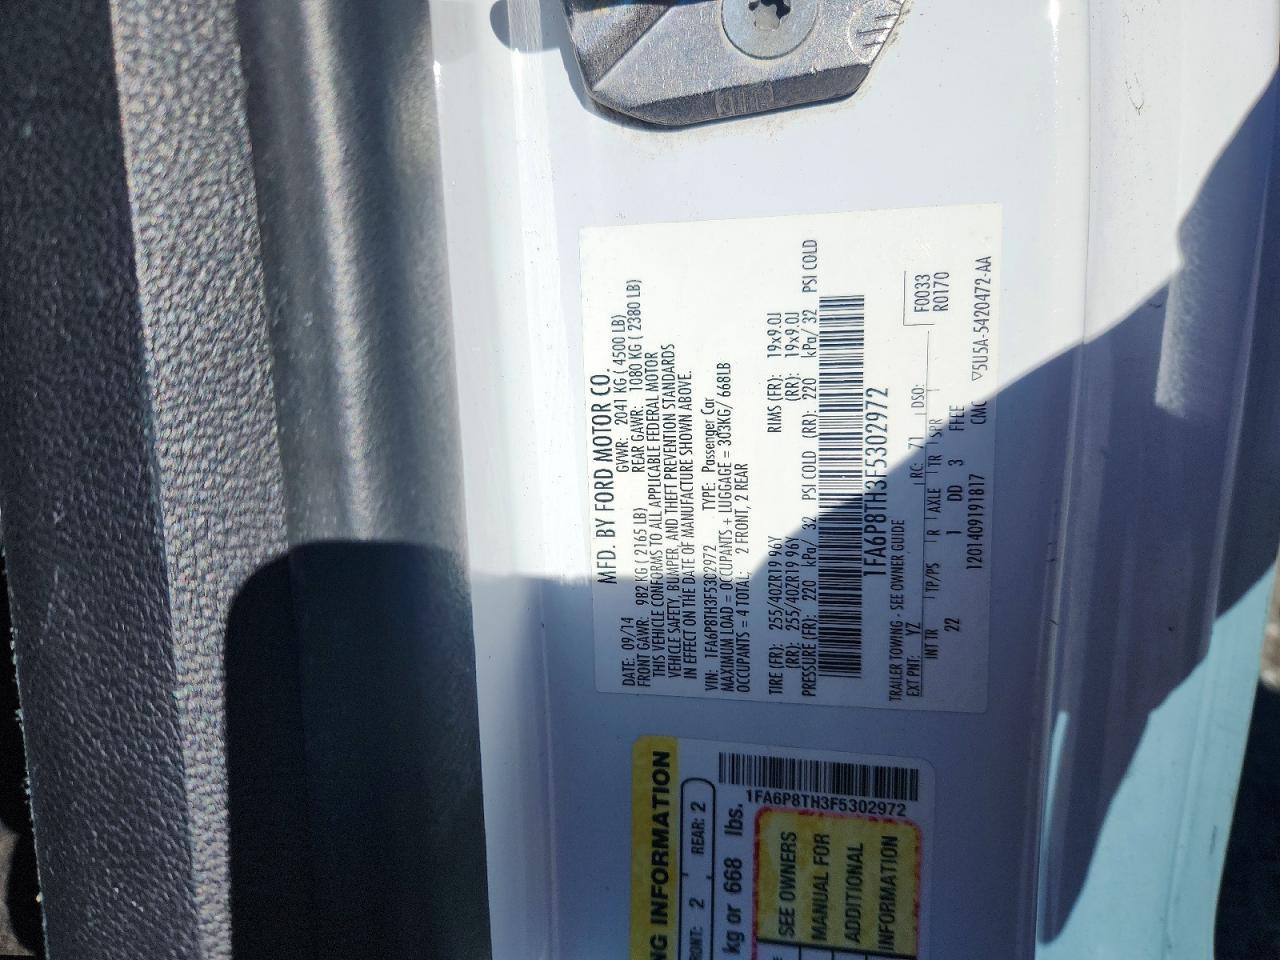 MFD. BY FORD MOTOR CO.
DATE: 09/14 GVWR: 2041 KG ( 4500 LB)
FRONT GAWR: 982 KG ( 2165 LB) REAR GAWR: 1080 KG ( 2380 LB)
THIS VEHICLE CONFORMS TO ALL APPLICABLE FEDERAL MOTOR
VEHICLE SAFETY, BUMPER, AND THEFT PREVENTION STANDARDS
IN EFFECT ON THE DATE OF MANUFACTURE SHOWN ABOVE.
VIN: 1FA6P8TH3F5302972 TYPE: Passenger Car
MAXIMUM LOAD = OCCUPANTS + LUGGAGE = 303KG/ 668LB
OCCUPANTS = 4 TOTAL: 2 FRONT, 2 REAR
TIRE (FR): 255/40ZR19 96Y RIMS (FR): 19x9.0J
(RR): 255/40ZR19 96Y (RR): 19x9.0J
PRESSURE (FR): 220 kPa/ 32 PSI COLD (RR): 220 kPa/ 32 PSI COLD
1FA6P8TH3F5302972
TRAILER TOWING - SEE OWNER GUIDE
F0033
EXT PNT: YZ RC: 71 DSO: R0170
INT TR TP/PS R AXLE TR SPR
22 1 DD 3 FFEE
1201409191817 CMC ▽5U5A-5420472-AA
NG INFORMATION
RONT: 2 REAR: 2
kg or 668 lbs.
1FA6P8TH3F5302972
SEE OWNERS
MANUAL FOR
ADDITIONAL
INFORMATION